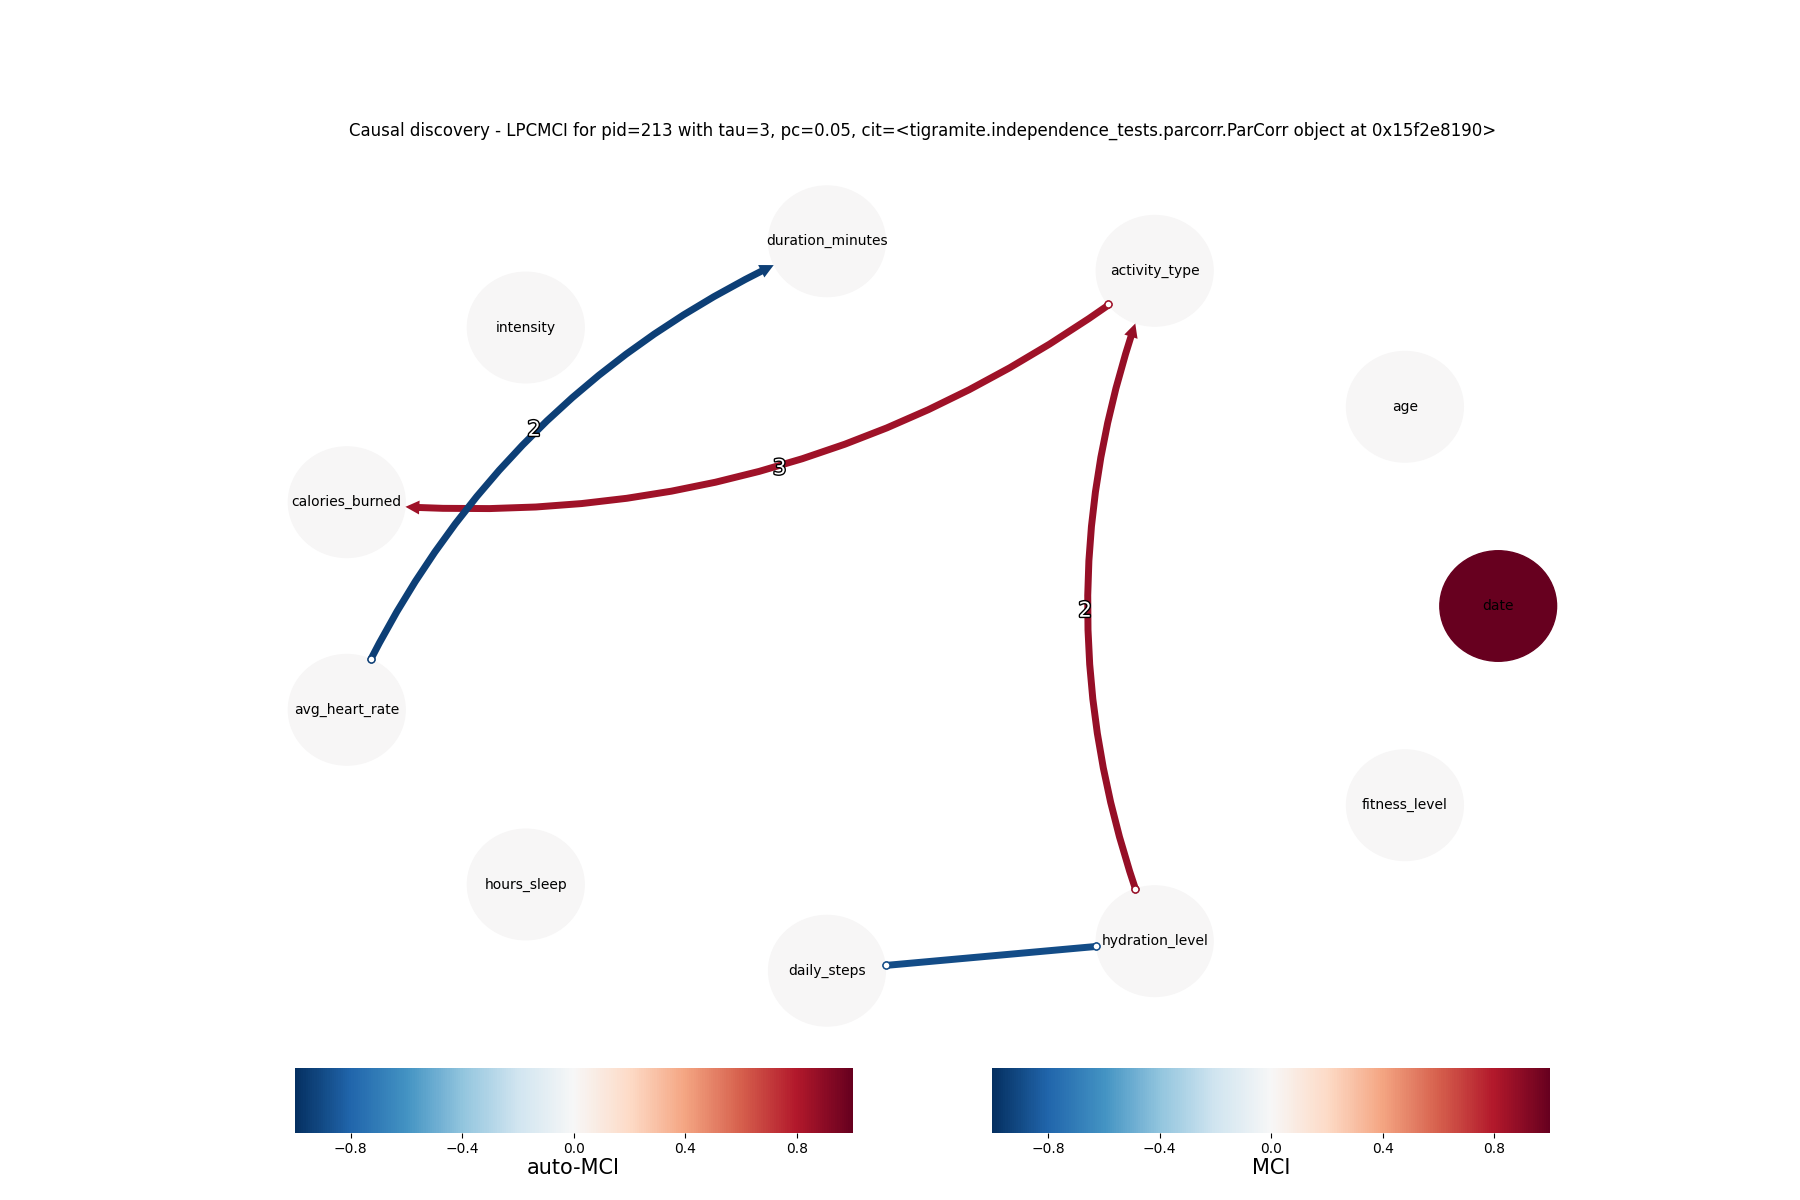 Causal discovery - LPCMCI for pid=213 with tau=3, pc=0.05, cit=<tigramite.independence_tests.parcorr.ParCorr object at 0x15f2e8190>
duration_minutes
activity_type
intensity
age
2
3
calories_burned
date
2
avg_heart_rate
fitness_level
hours_sleep
hydration_level
daily_steps
−0.8 −0.4 0.0 0.4 0.8
auto-MCI
−0.8 −0.4 0.0 0.4 0.8
MCI